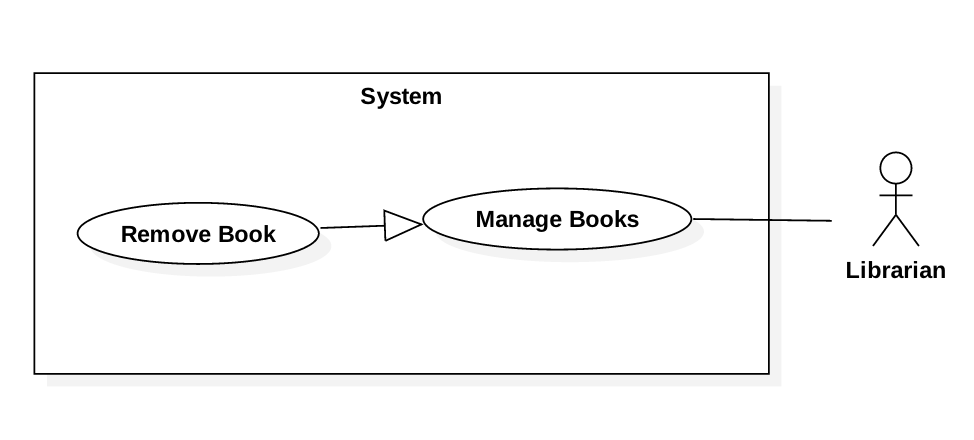 System
Remove Book
Manage Books
Librarian